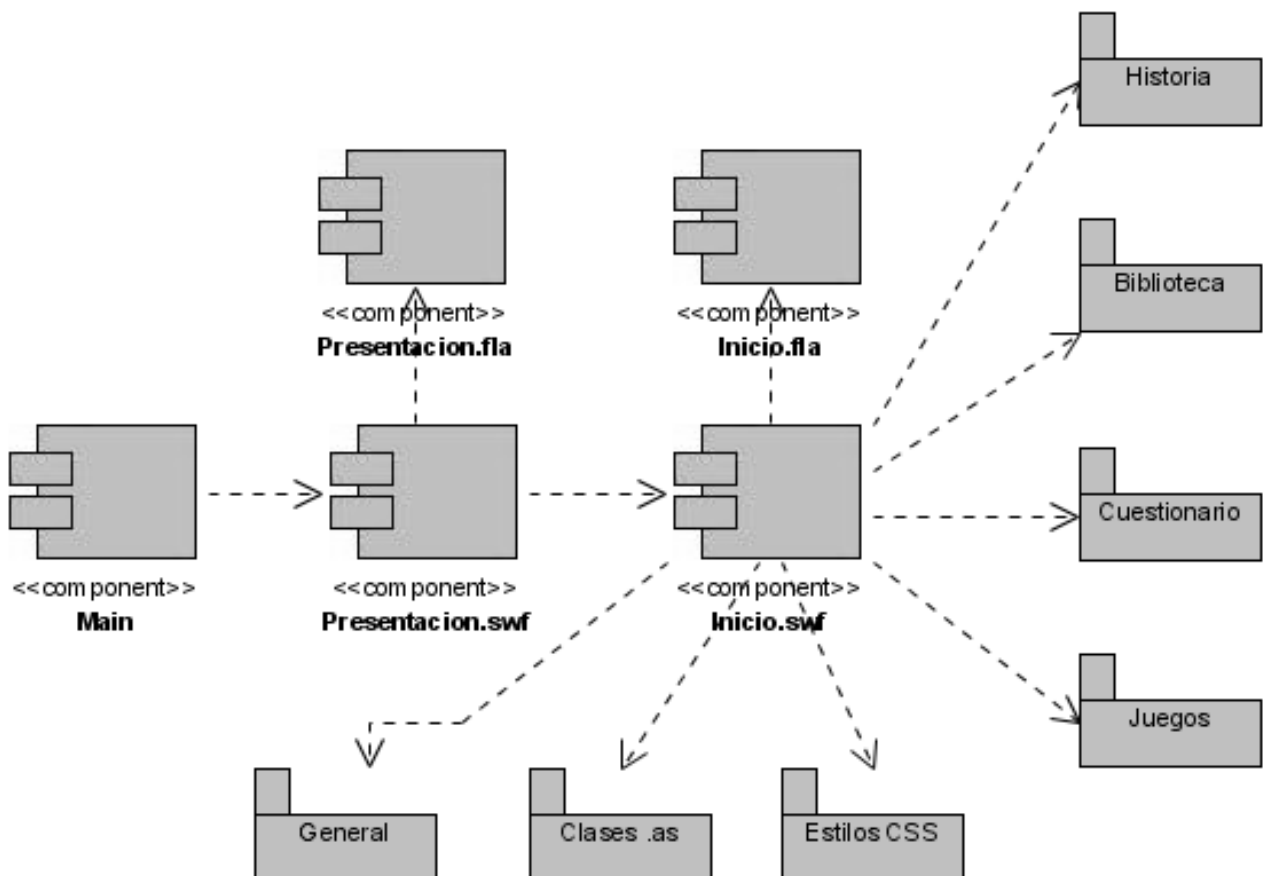 Historia
Biblioteca
<<component>>
Presentacion.fla
<<component>>
Inicio.fla
Cuestionario
<<component>>
Main
<<component>>
Presentacion.swf
<<component>>
Inicio.swf
Juegos
General
Clases .as
Estilos CSS